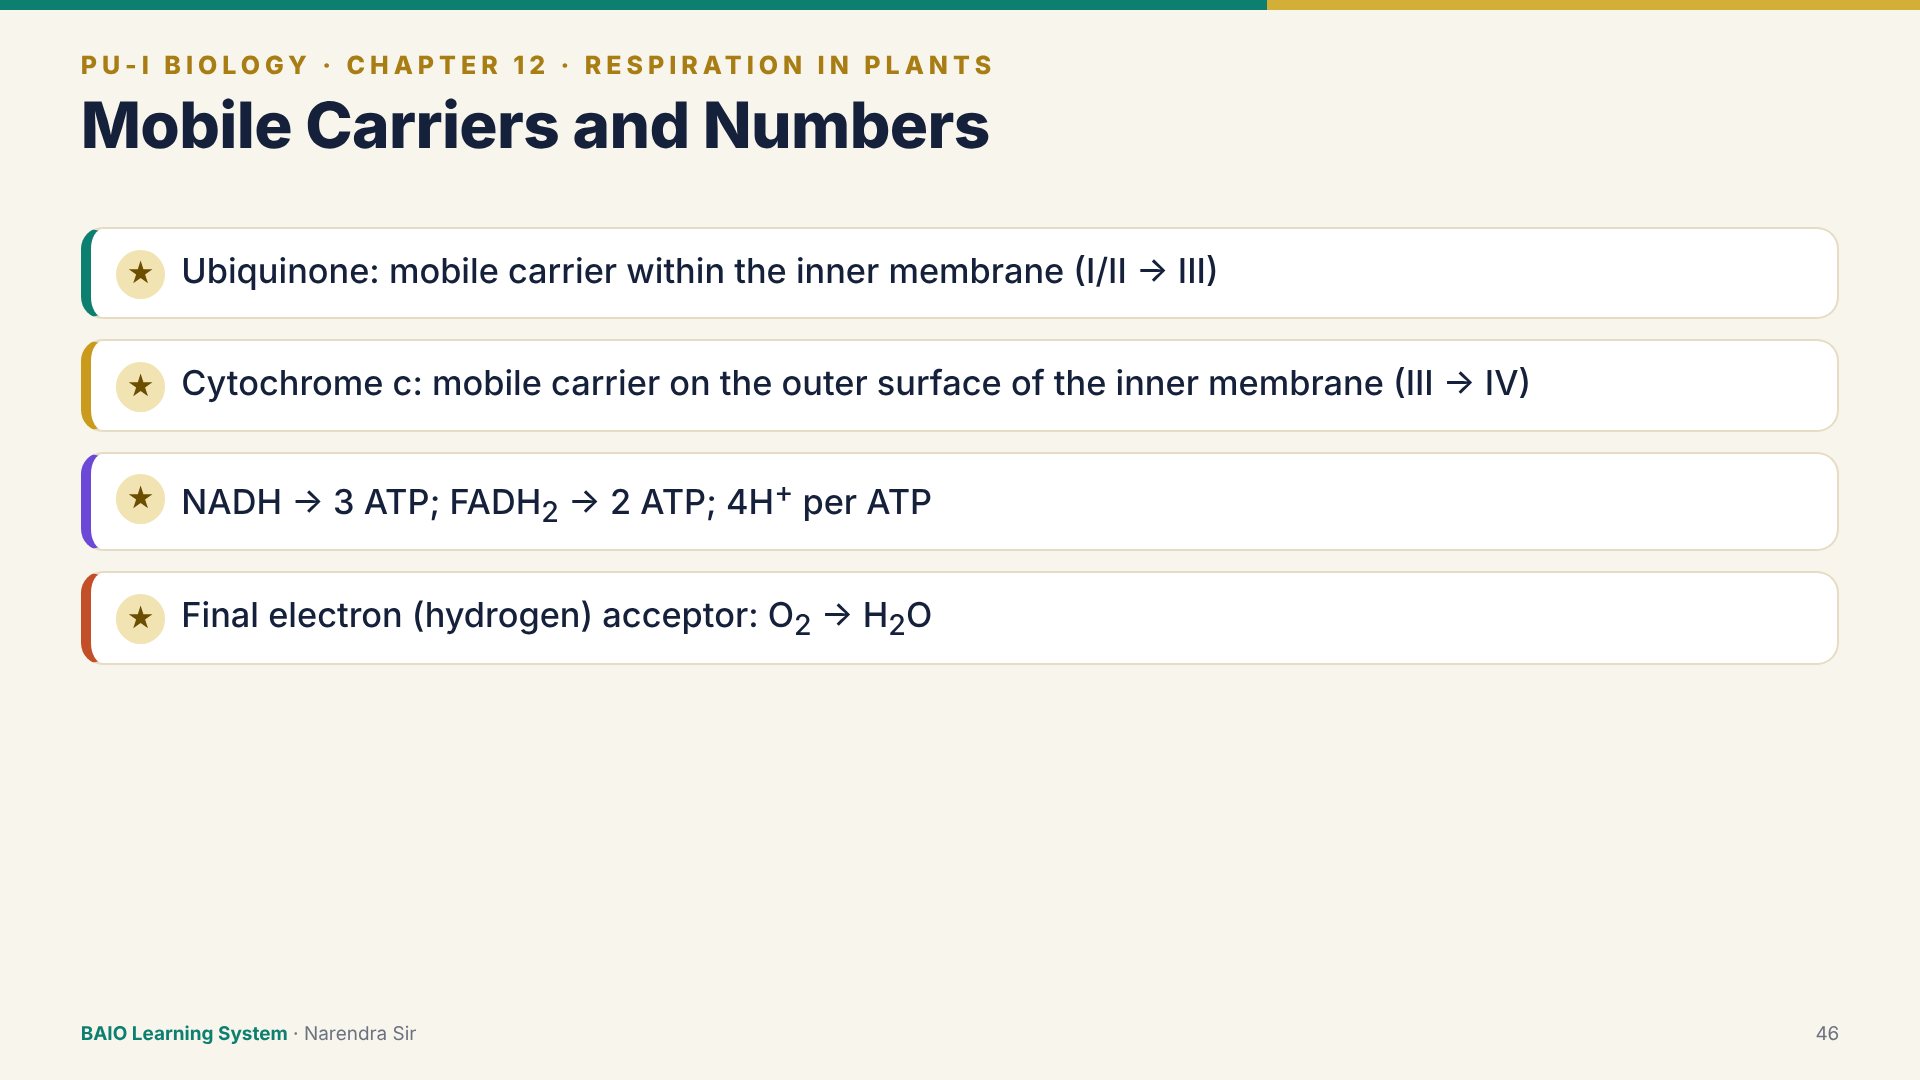 PU-I BIOLOGY · CHAPTER 12 · RESPIRATION IN PLANTS
Mobile Carriers and Numbers
★ Ubiquinone: mobile carrier within the inner membrane (I/II → III)
★ Cytochrome c: mobile carrier on the outer surface of the inner membrane (III → IV)
★ NADH → 3 ATP; FADH₂ → 2 ATP; 4H⁺ per ATP
★ Final electron (hydrogen) acceptor: O₂ → H₂O
BAIO Learning System · Narendra Sir
46